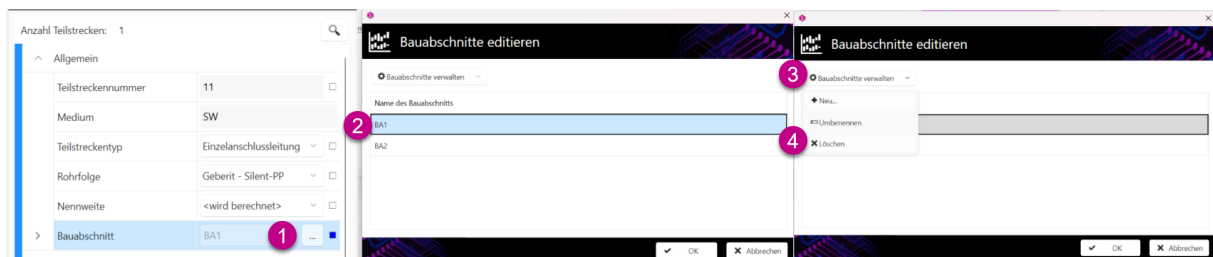 Anzahl Teilstrecken: 1
Allgemein
Teilstreckennummer 11
Medium SW
Teilstreckentyp Einzelanschlussleitung
Rohrfolge Geberit - Silent-PP
Nennweite <wird berechnet>
Bauabschnitt BA1 1 ...
Bauabschnitte editieren
Bauabschnitte verwalten
Name des Bauabschnitts
2 BA1
BA2
OK Abbrechen
Bauabschnitte editieren
3 Bauabschnitte verwalten
Neu...
Umbenennen
4 Löschen
OK Abbrechen